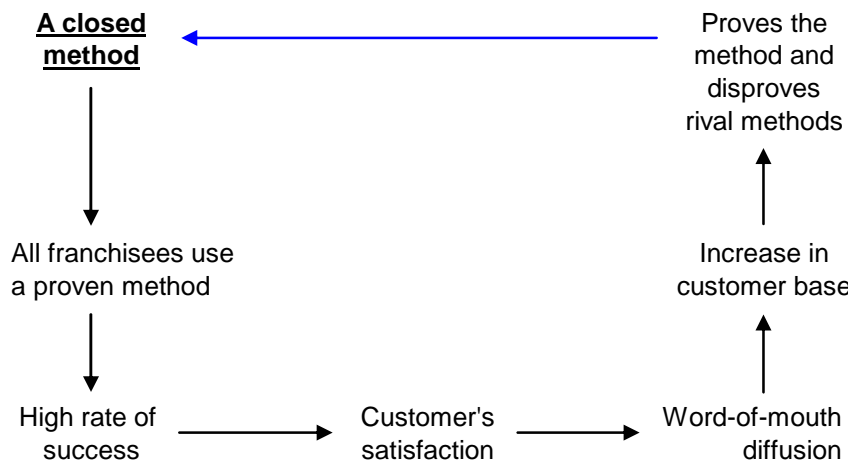 A closed
method
Proves the
method and
disproves
rival methods
All franchisees use
a proven method
Increase in
customer base
High rate of
success
Customer's
satisfaction
Word-of-mouth
diffusion